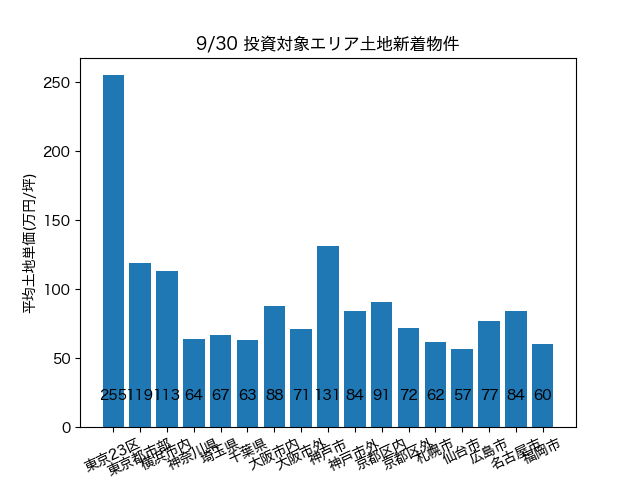 9/30 投資対象エリア土地新着物件
平均土地単価(万円/坪)
250
200
150
100
50
0
255 119 113 64 67 63 88 71 131 84 91 72 62 57 77 84 60
東京23区
東京都市部
横浜市内
神奈川県
埼玉県
千葉県
大阪市内
大阪市外
神戸市
神戸市外
京都区内
京都区外
札幌市
仙台市
広島市
名古屋市
福岡市